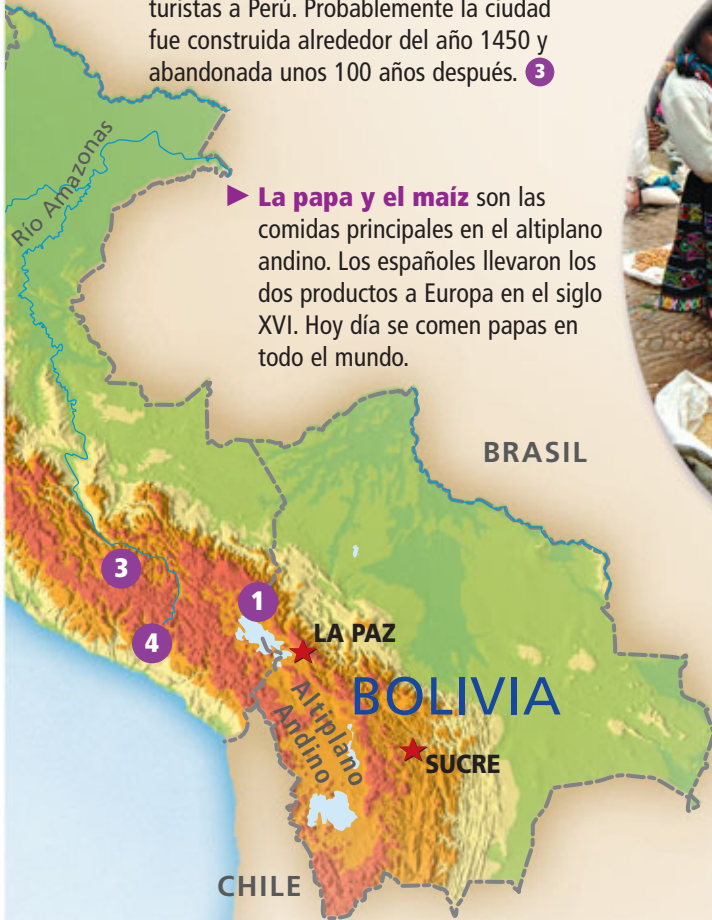 turistas a Perú. Probablemente la ciudad
fue construida alrededor del año 1450 y
abandonada unos 100 años después. 3
Río Amazonas
▶ La papa y el maíz son las
comidas principales en el altiplano
andino. Los españoles llevaron los
dos productos a Europa en el siglo
XVI. Hoy día se comen papas en
todo el mundo.
BRASIL
3
1
4
LA PAZ
BOLIVIA
Altiplano
Andino
SUCRE
CHILE